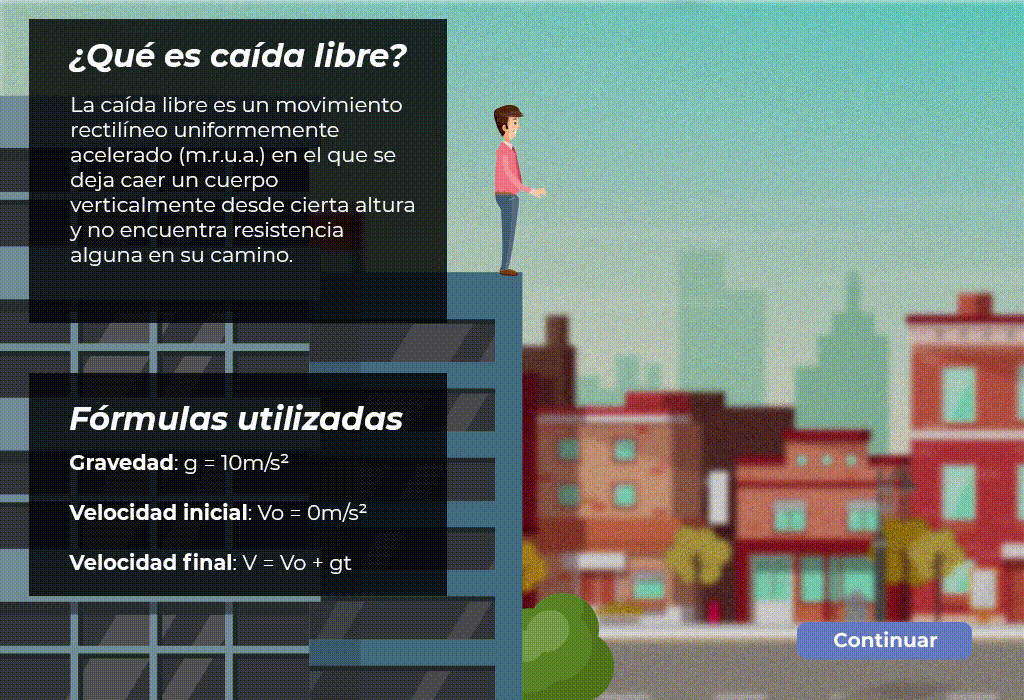 ¿Qué es caída libre?
La caída libre es un movimiento
rectilíneo uniformemente
acelerado (m.r.u.a.) en el que se
deja caer un cuerpo
verticalmente desde cierta altura
y no encuentra resistencia
alguna en su camino.
Fórmulas utilizadas
Gravedad: g = 10m/s²
Velocidad inicial: Vo = 0m/s²
Velocidad final: V = Vo + gt
Continuar